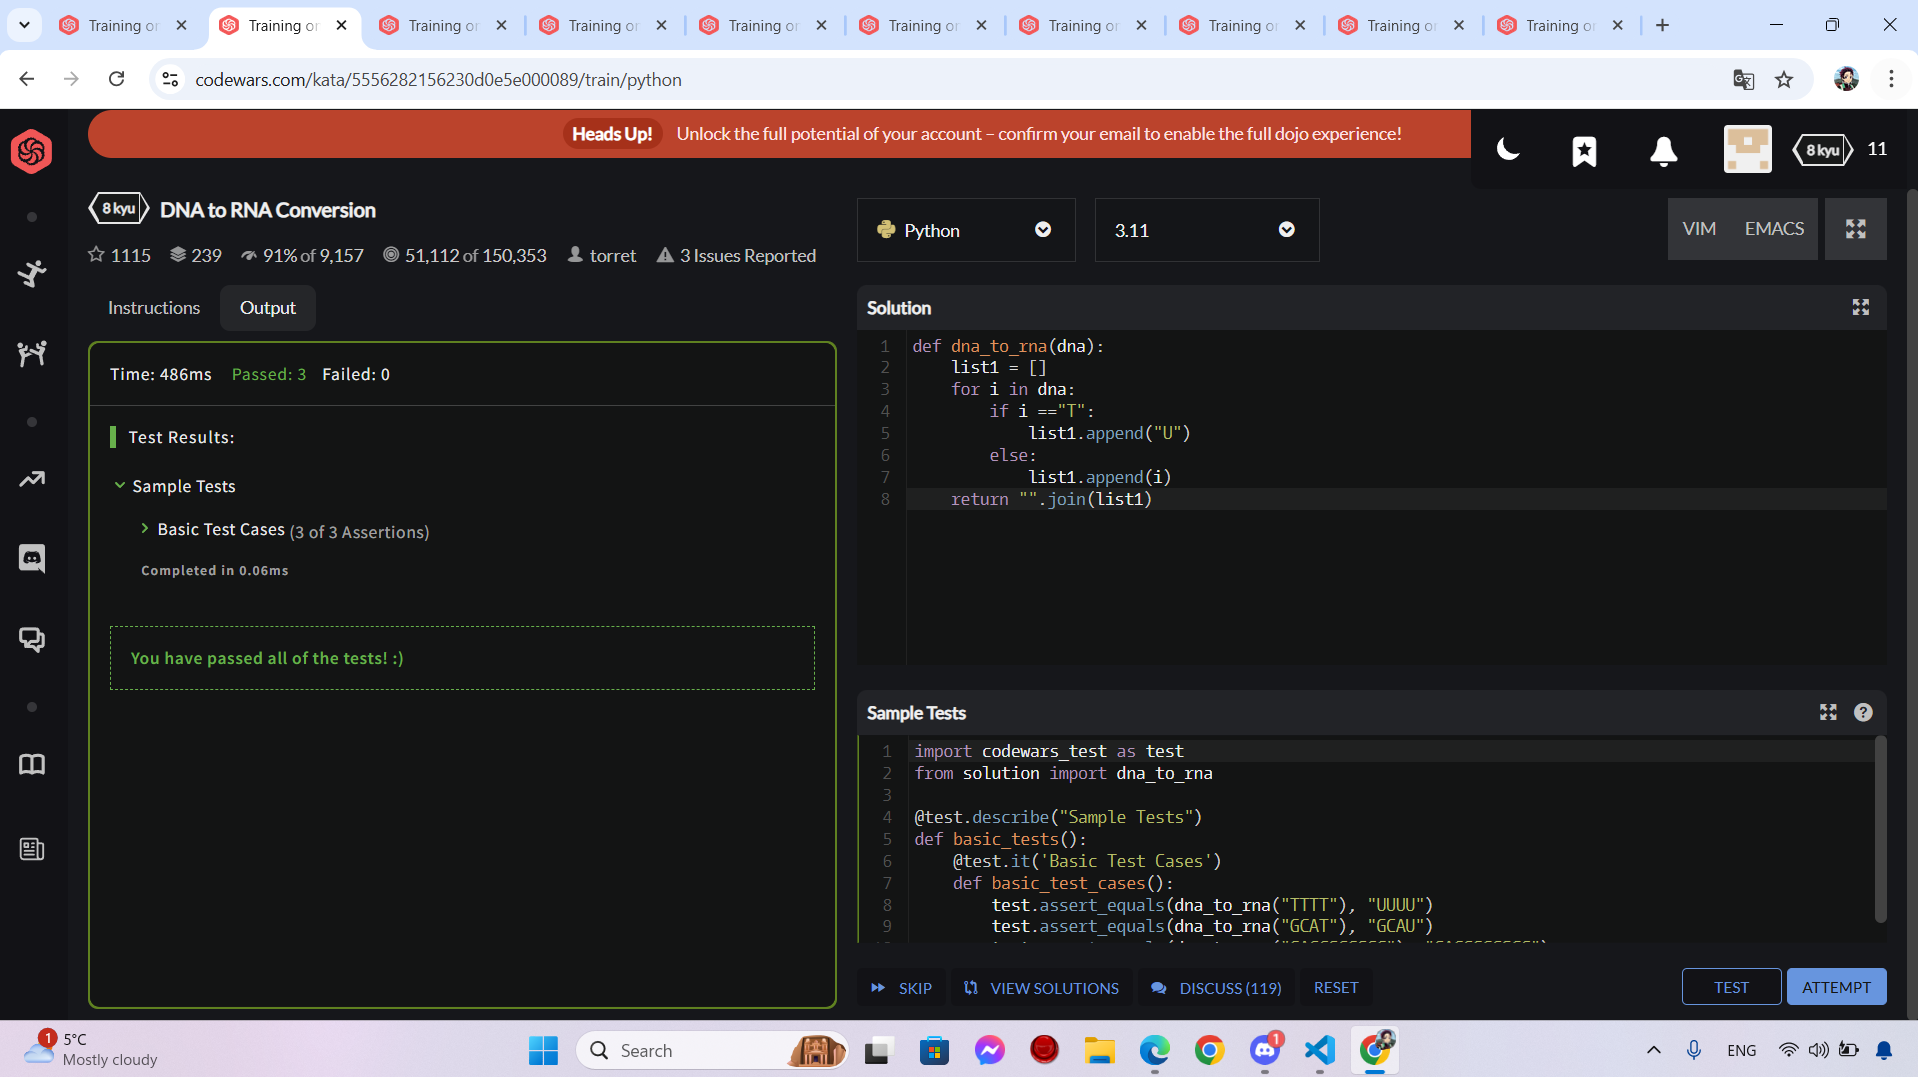 Training or
Training or
Training or
Training or
Training or
Training or
Training or
Training or
Training or
Training or
codewars.com/kata/5556282156230d0e5e000089/train/python
Heads Up! Unlock the full potential of your account – confirm your email to enable the full dojo experience!
8 kyu 11
8 kyu DNA to RNA Conversion
1115 239 91% of 9,157 51,112 of 150,353 torret 3 Issues Reported
Python 3.11 VIM EMACS
Instructions Output
Time: 486ms Passed: 3 Failed: 0
Test Results:
Sample Tests
Basic Test Cases (3 of 3 Assertions)
Completed in 0.06ms
You have passed all of the tests! :)
Solution
1 def dna_to_rna(dna):
2 list1 = []
3 for i in dna:
4 if i =="T":
5 list1.append("U")
6 else:
7 list1.append(i)
8 return "".join(list1)
Sample Tests
1 import codewars_test as test
2 from solution import dna_to_rna
3
4 @test.describe("Sample Tests")
5 def basic_tests():
6 @test.it('Basic Test Cases')
7 def basic_test_cases():
8 test.assert_equals(dna_to_rna("TTTT"), "UUUU")
9 test.assert_equals(dna_to_rna("GCAT"), "GCAU")
SKIP VIEW SOLUTIONS DISCUSS (119) RESET TEST ATTEMPT
1 5°C
Mostly cloudy
Search
1
ENG